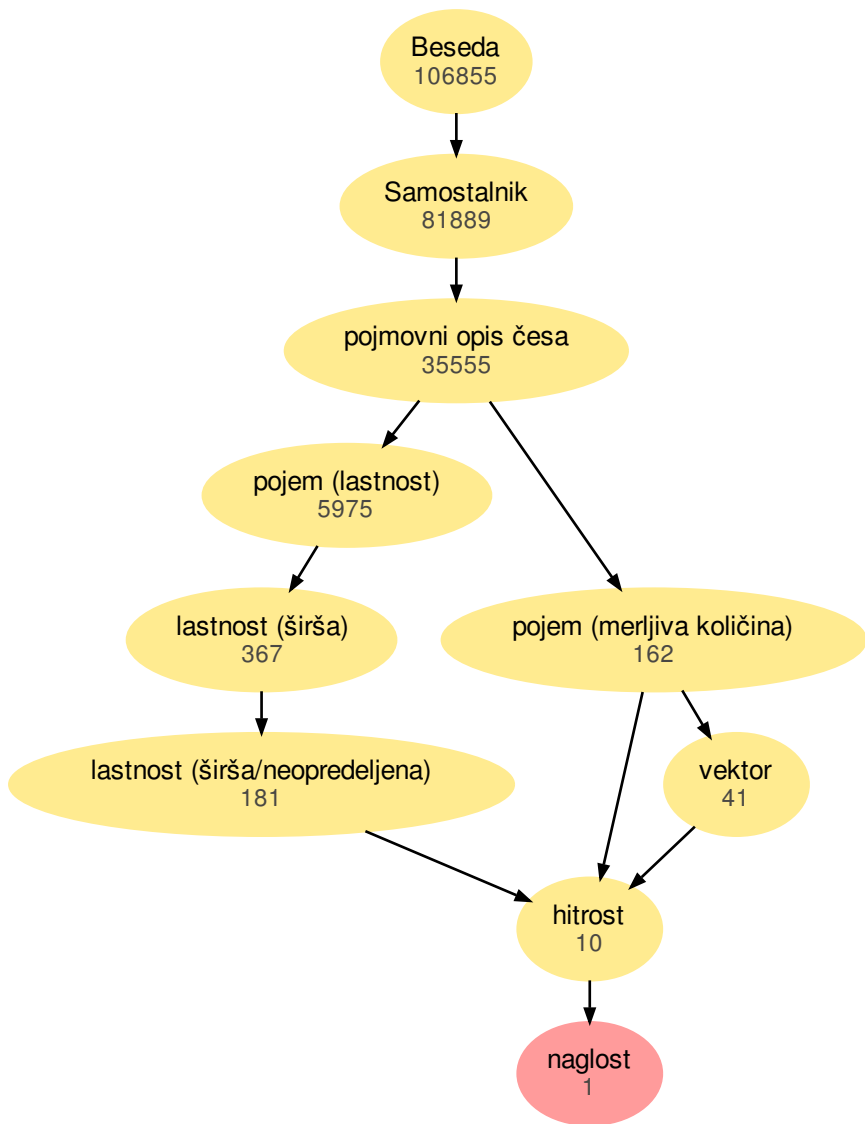 Beseda
106855
Samostalnik
81889
pojmovni opis česa
35555
pojem (lastnost)
5975
lastnost (širša)
367
pojem (merljiva količina)
162
lastnost (širša/neopredeljena)
181
vektor
41
hitrost
10
naglost
1